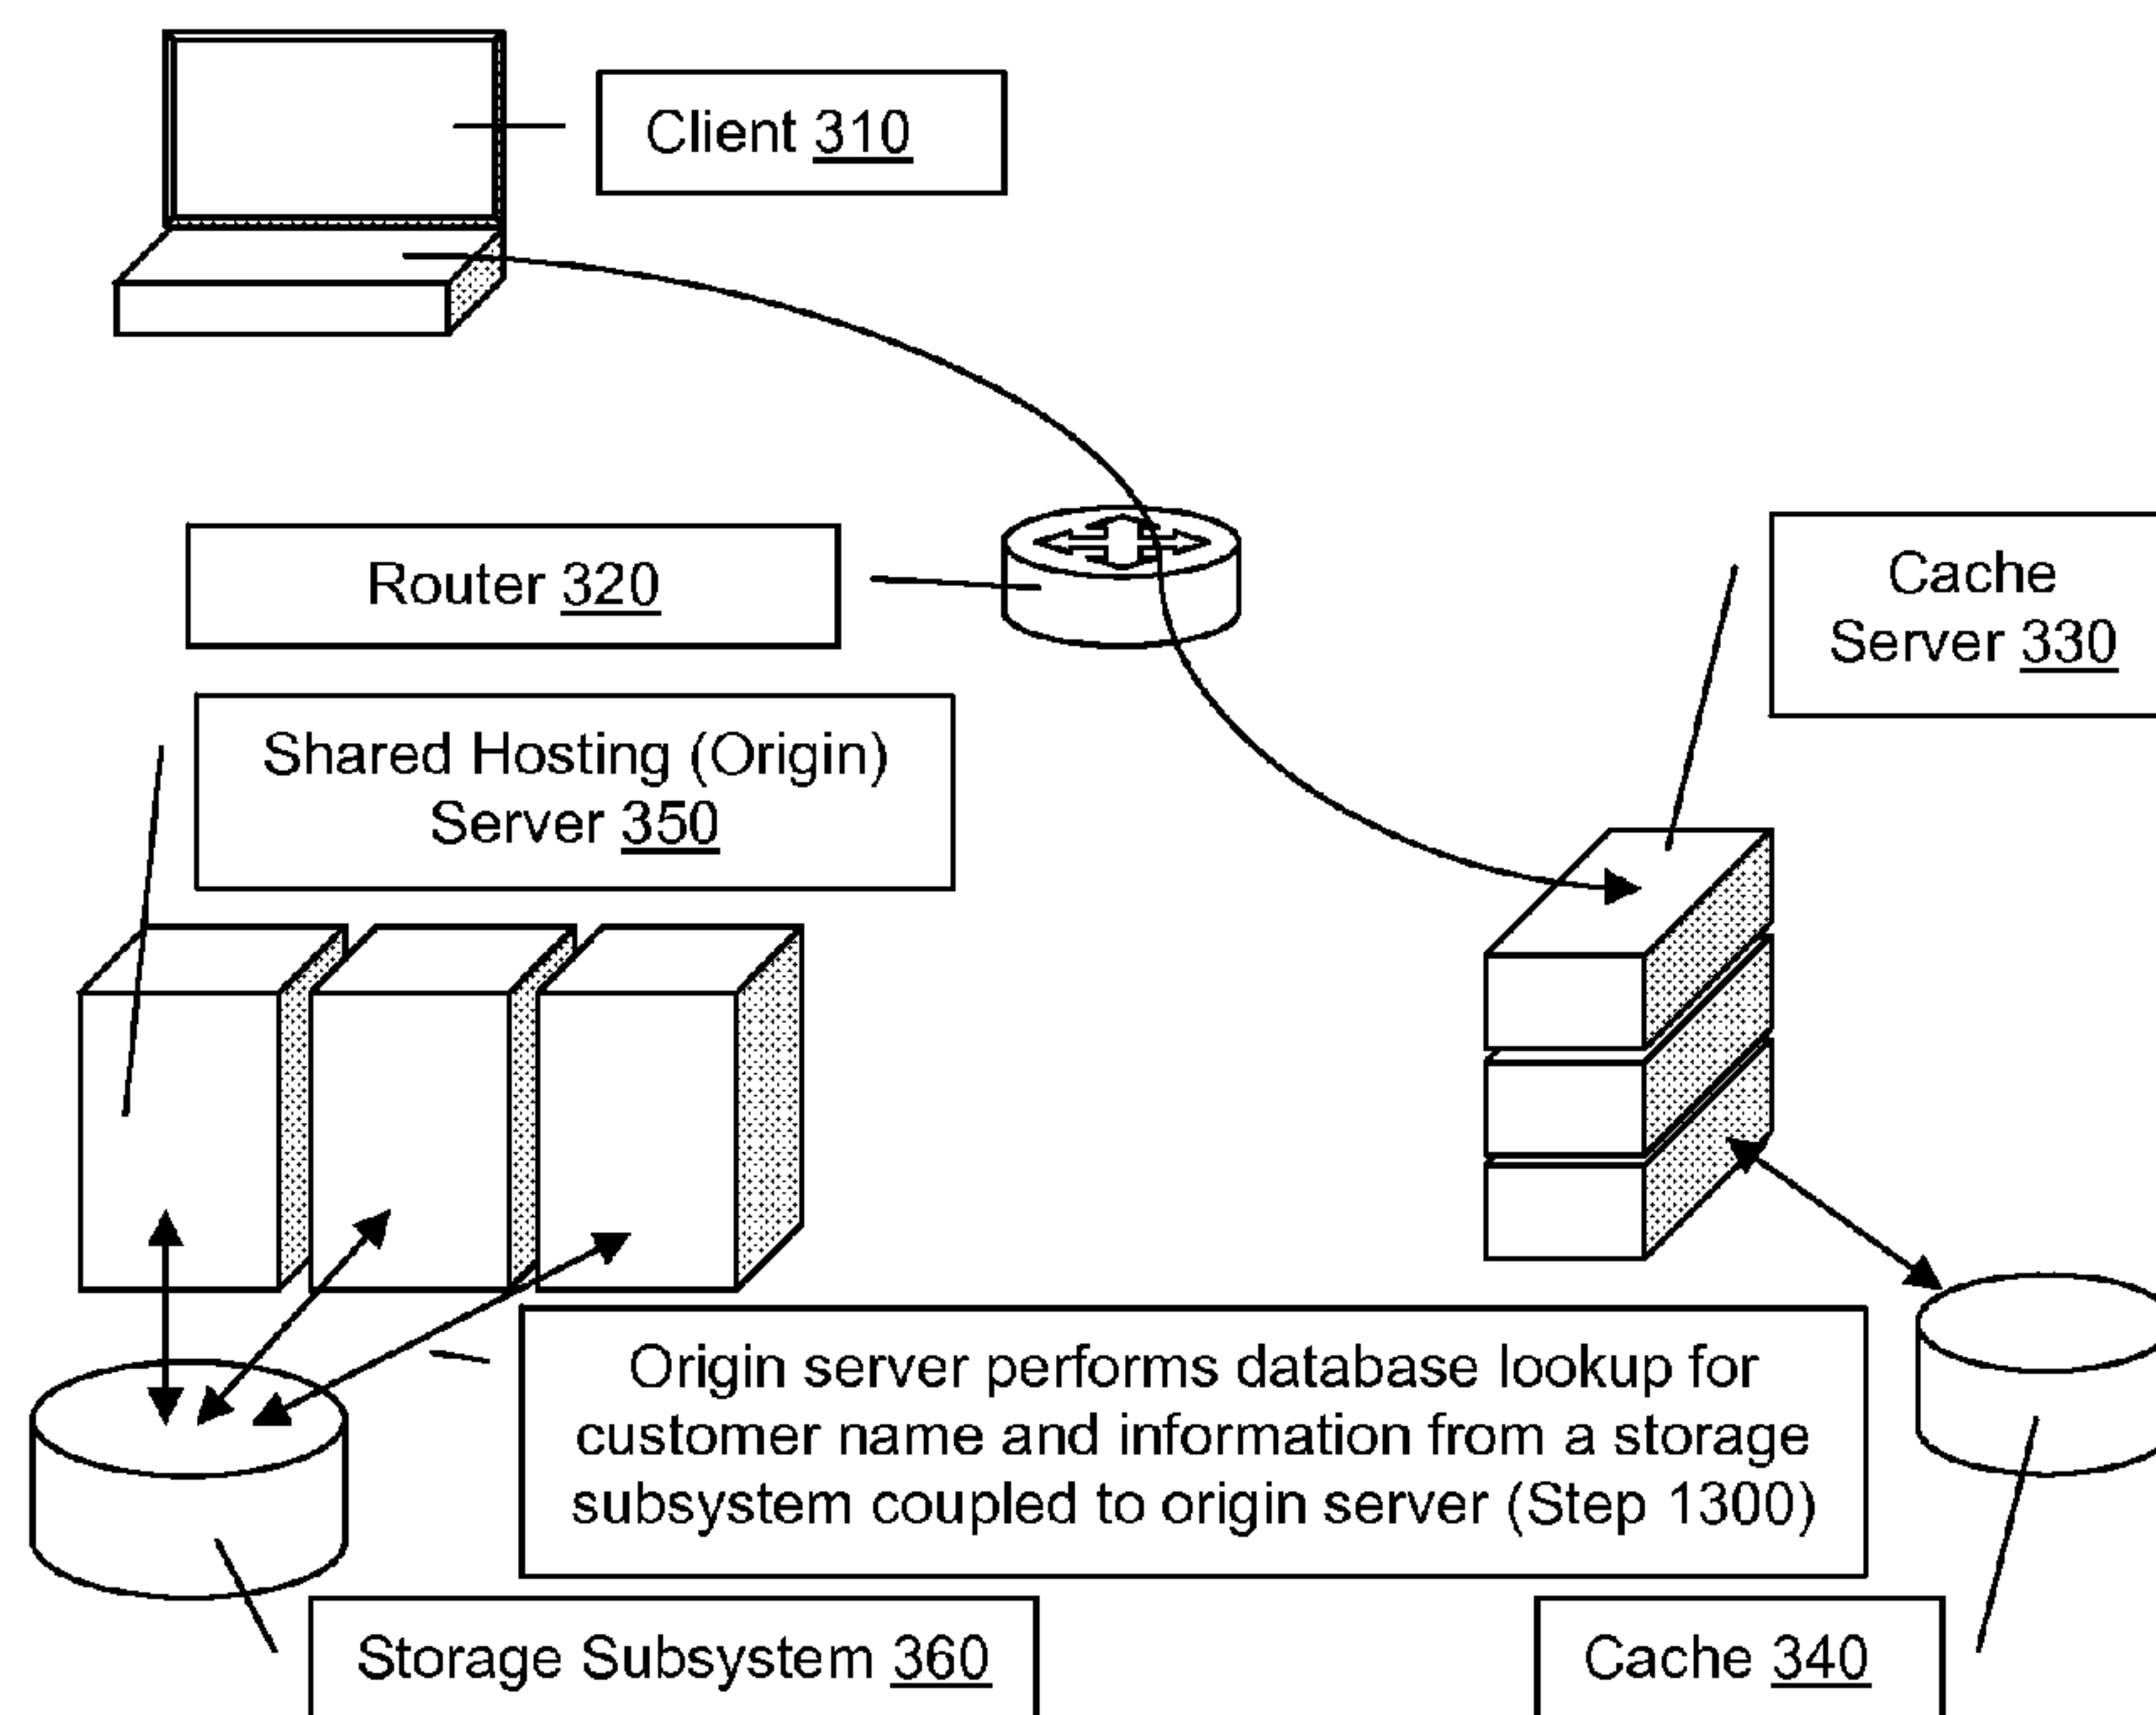 Client 310
Router 320
Cache
Server 330
Shared Hosting (Origin)
Server 350
Origin server performs database lookup for
customer name and information from a storage
subsystem coupled to origin server (Step 1300)
Storage Subsystem 360
Cache 340